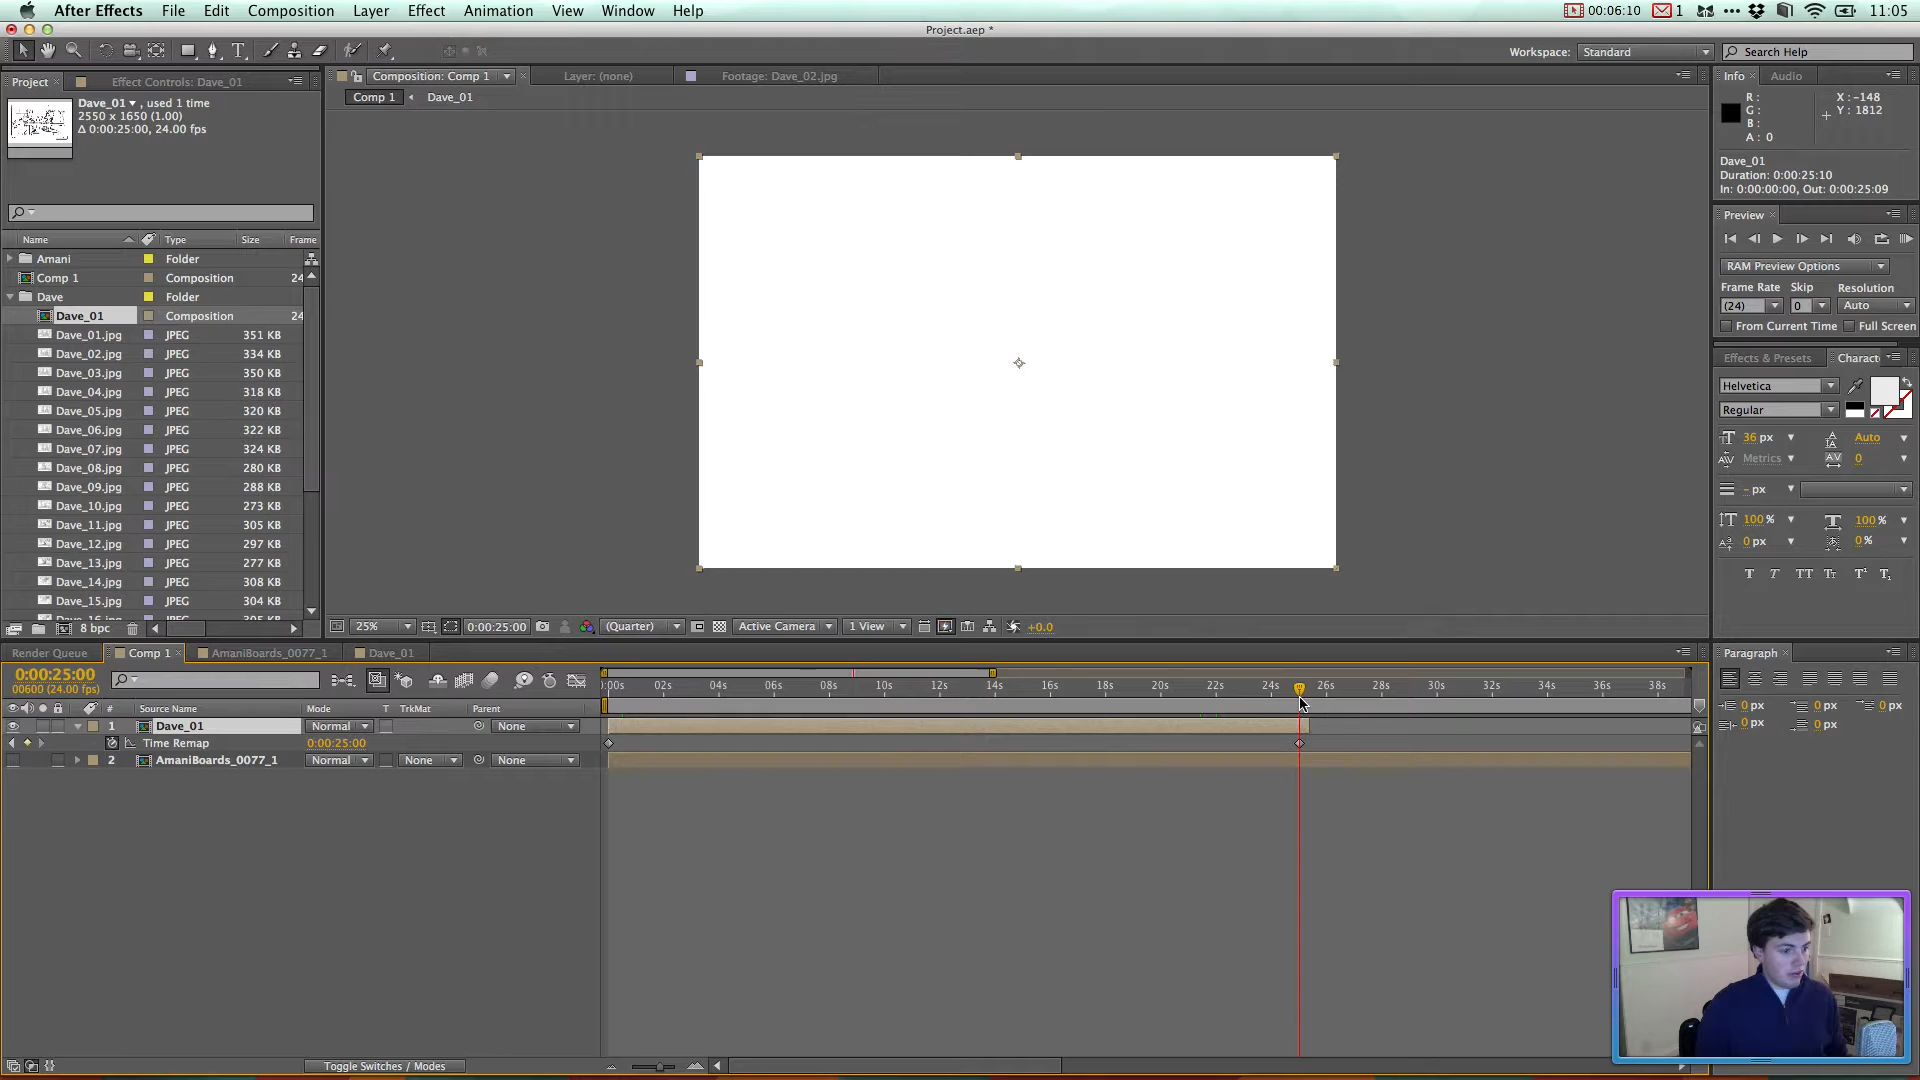 After Effects File Edit Composition Layer Effect Animation View Window Help 00:06:10 1 11:05
Project.aep *
T Workspace: Standard Search Help
Project × Effect Controls: Dave_01 Composition: Comp 1 × Layer: (none) Footage: Dave_02.jpg Info × Audio
Comp 1 Dave_01
Dave_01 , used 1 time
2550 x 1650 (1.00)
Δ 0:00:25:00, 24.00 fps
R :
G :
B :
A : 0
X : -148
Y : 1812
Dave_01
Duration: 0:00:25:10
In: 0:00:00:00, Out: 0:00:25:09
Preview ×
RAM Preview Options
Frame Rate Skip Resolution
(24) 0 Auto
From Current Time Full Screen
Name Type Size Frame
Amani Folder
Comp 1 Composition 24
Dave Folder
Dave_01 Composition 24
Dave_01.jpg JPEG 351 KB
Dave_02.jpg JPEG 334 KB
Dave_03.jpg JPEG 350 KB
Dave_04.jpg JPEG 318 KB
Dave_05.jpg JPEG 320 KB
Dave_06.jpg JPEG 322 KB
Dave_07.jpg JPEG 324 KB
Dave_08.jpg JPEG 280 KB
Dave_09.jpg JPEG 288 KB
Dave_10.jpg JPEG 273 KB
Dave_11.jpg JPEG 305 KB
Dave_12.jpg JPEG 297 KB
Dave_13.jpg JPEG 277 KB
Dave_14.jpg JPEG 308 KB
Dave_15.jpg JPEG 304 KB
8 bpc
Effects & Presets Charact
Helvetica
Regular
36 px Auto
Metrics 0
- px
100 % 100 %
0 px 0 %
T T TT Tt T¹ T₁
25% 0:00:25:00 (Quarter) Active Camera 1 View +0.0
Render Queue Comp 1 × AmaniBoards_0077_1 Dave_01
0:00:25:00
00600 (24.00 fps)
:00s 02s 04s 06s 08s 10s 12s 14s 16s 18s 20s 22s 24s 26s 28s 30s 32s 34s 36s 38s
# Source Name Mode T TrkMat Parent
1 Dave_01 Normal None
Time Remap 0:00:25:00
2 AmaniBoards_0077_1 Normal None None
Toggle Switches / Modes
Paragraph ×
0 px 0 px 0 px
0 px 0 px